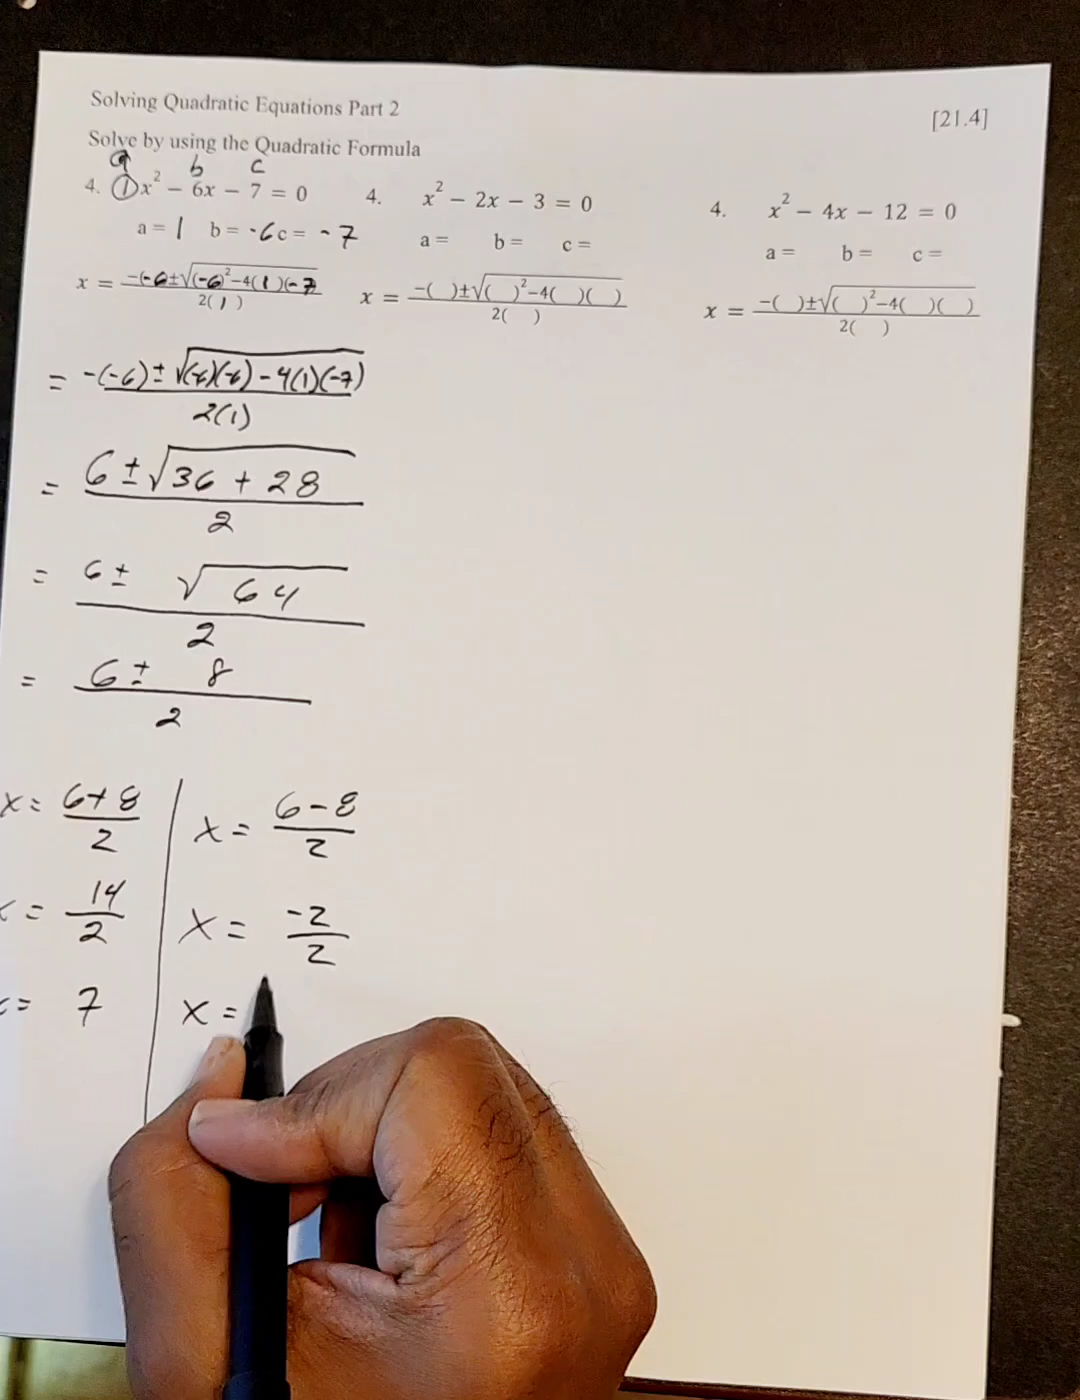 Solving Quadratic Equations Part 2
[21.4]
Solve by using the Quadratic Formula
a b c
4. 1x² − 6x − 7 = 0
a = 1 b = -6 c = -7
x = −(-6)±√(-6)²−4(1)(-7)
2(1)
= -(-6) ± √(-6)(-6) - 4(1)(-7)
2(1)
= 6 ± √36 + 28
2
= 6 ± √64
2
= 6 ± 8
2
x = 6+8
2
x = 14
2
x = 7
x = 6-8
2
x = -2
2
x =
4. x² − 2x − 3 = 0
a = b = c =
x = −( )±√( )²−4( )( )
2( )
4. x² − 4x − 12 = 0
a = b = c =
x = −( )±√( )²−4( )( )
2( )